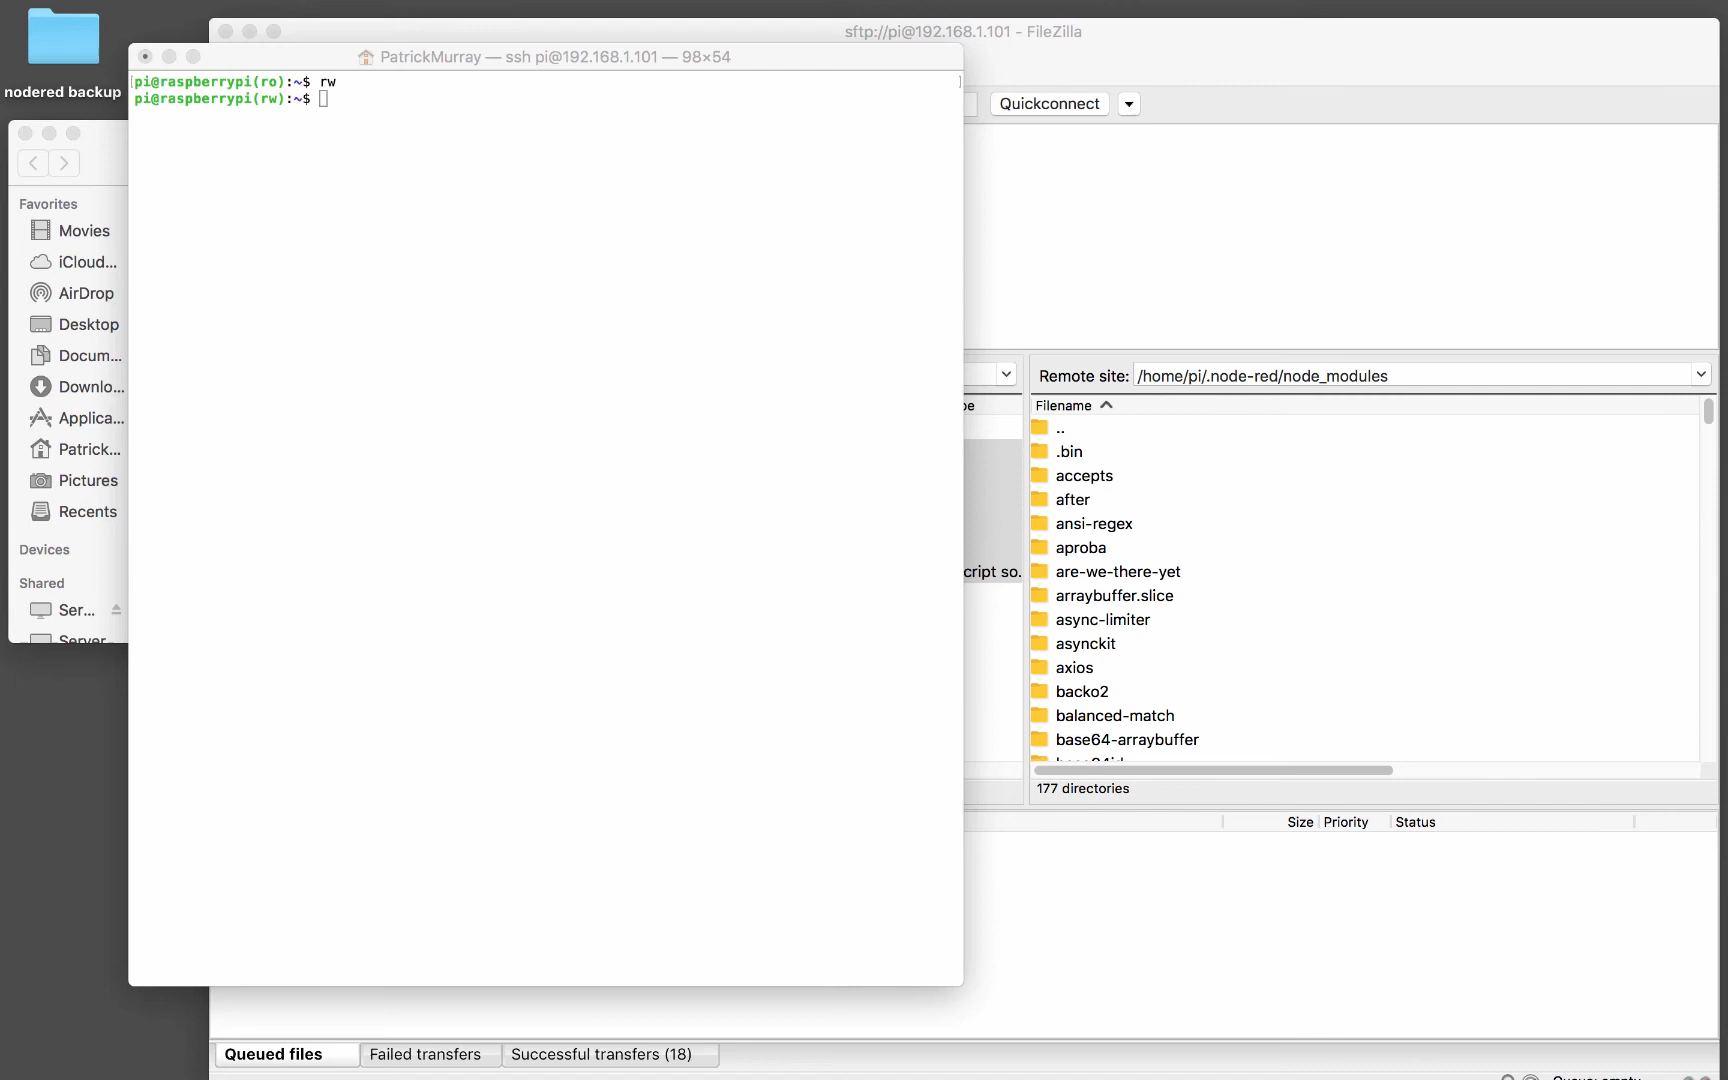 sftp://pi@192.168.1.101 - FileZilla
nodered backup
PatrickMurray — ssh pi@192.168.1.101 — 98×54
[pi@raspberrypi(ro):~$ rw ]
pi@raspberrypi(rw):~$
Quickconnect
Favorites
Movies
iCloud...
AirDrop
Desktop
Docum...
Downlo...
Applica...
Patrick...
Pictures
Recents
Devices
Shared
Ser...
Server
Remote site: /home/pi/.node-red/node_modules
Filename
..
.bin
accepts
after
ansi-regex
aproba
are-we-there-yet
cript so.
arraybuffer.slice
async-limiter
asynckit
axios
backo2
balanced-match
base64-arraybuffer
177 directories
Size Priority Status
Queued files Failed transfers Successful transfers (18)
Queue: empty